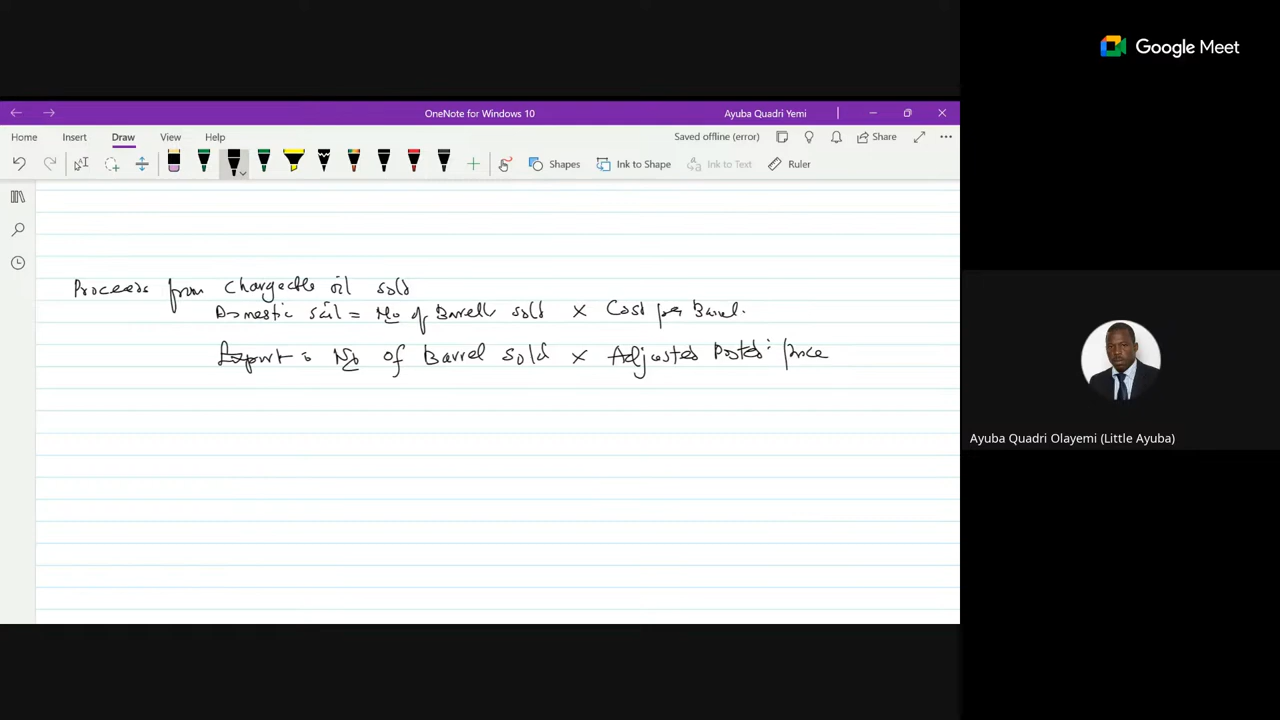 Google Meet
OneNote for Windows 10
Ayuba Quadri Yemi
Home Insert Draw View Help
Saved offline (error)
Share
Shapes
Ink to Shape
Ink to Text
Ruler
Proceeds from Chargeable oil sold
Domestic sail = No of Barell sold × Cost per Barel.
Export = No of Barrel sold × Adjusted Posted: price
Ayuba Quadri Olayemi (Little Ayuba)